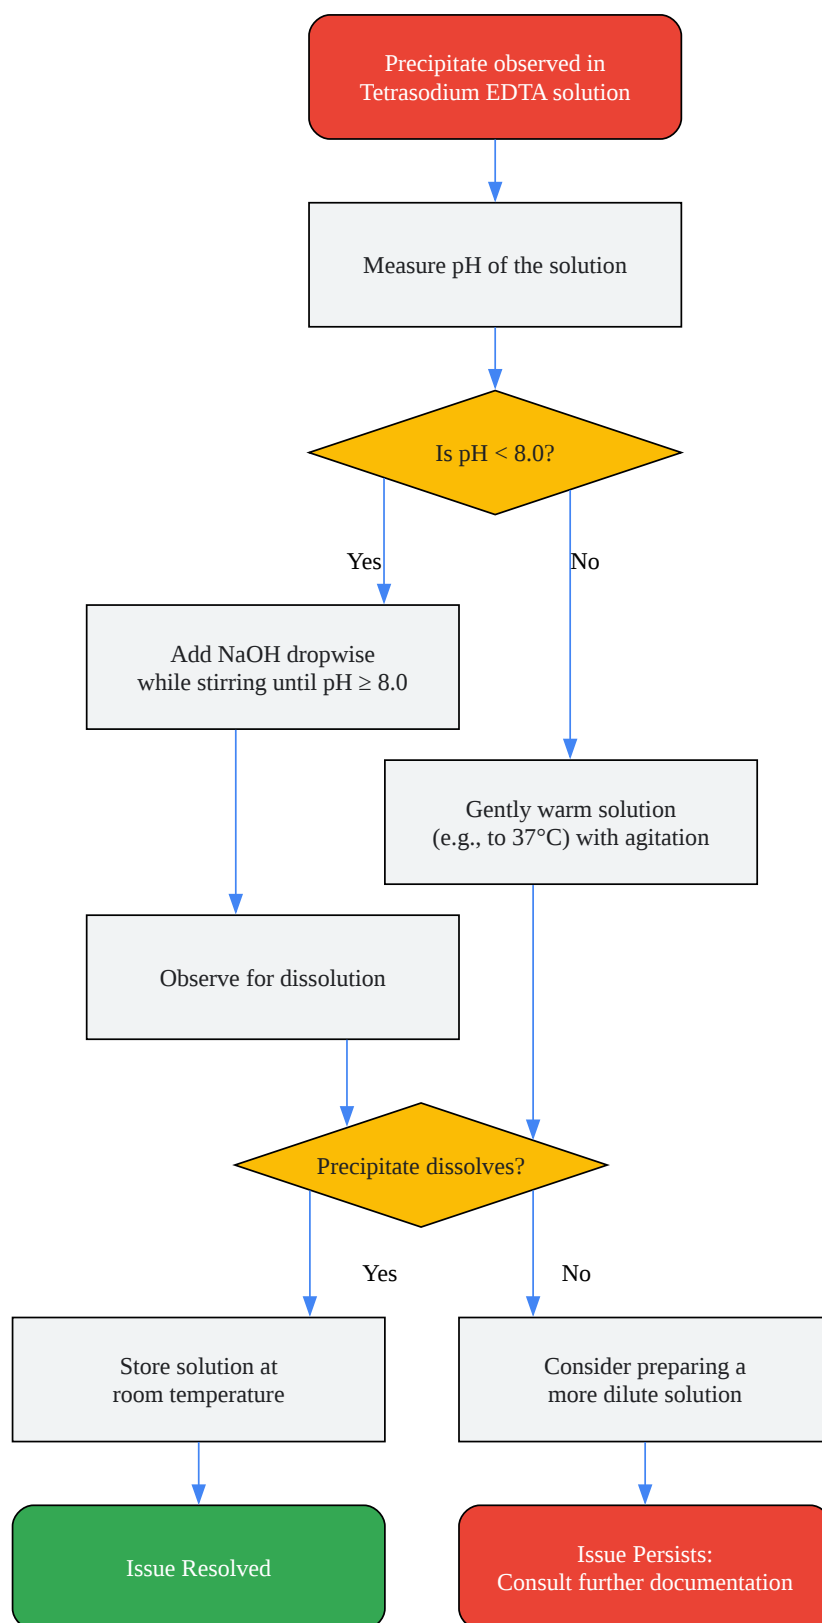 Precipitate observed in
Tetrasodium EDTA solution
Measure pH of the solution
Is pH < 8.0?
Yes
No
Add NaOH dropwise
while stirring until pH ≥ 8.0
Gently warm solution
(e.g., to 37°C) with agitation
Observe for dissolution
Precipitate dissolves?
Yes
No
Store solution at
room temperature
Consider preparing a
more dilute solution
Issue Resolved
Issue Persists:
Consult further documentation